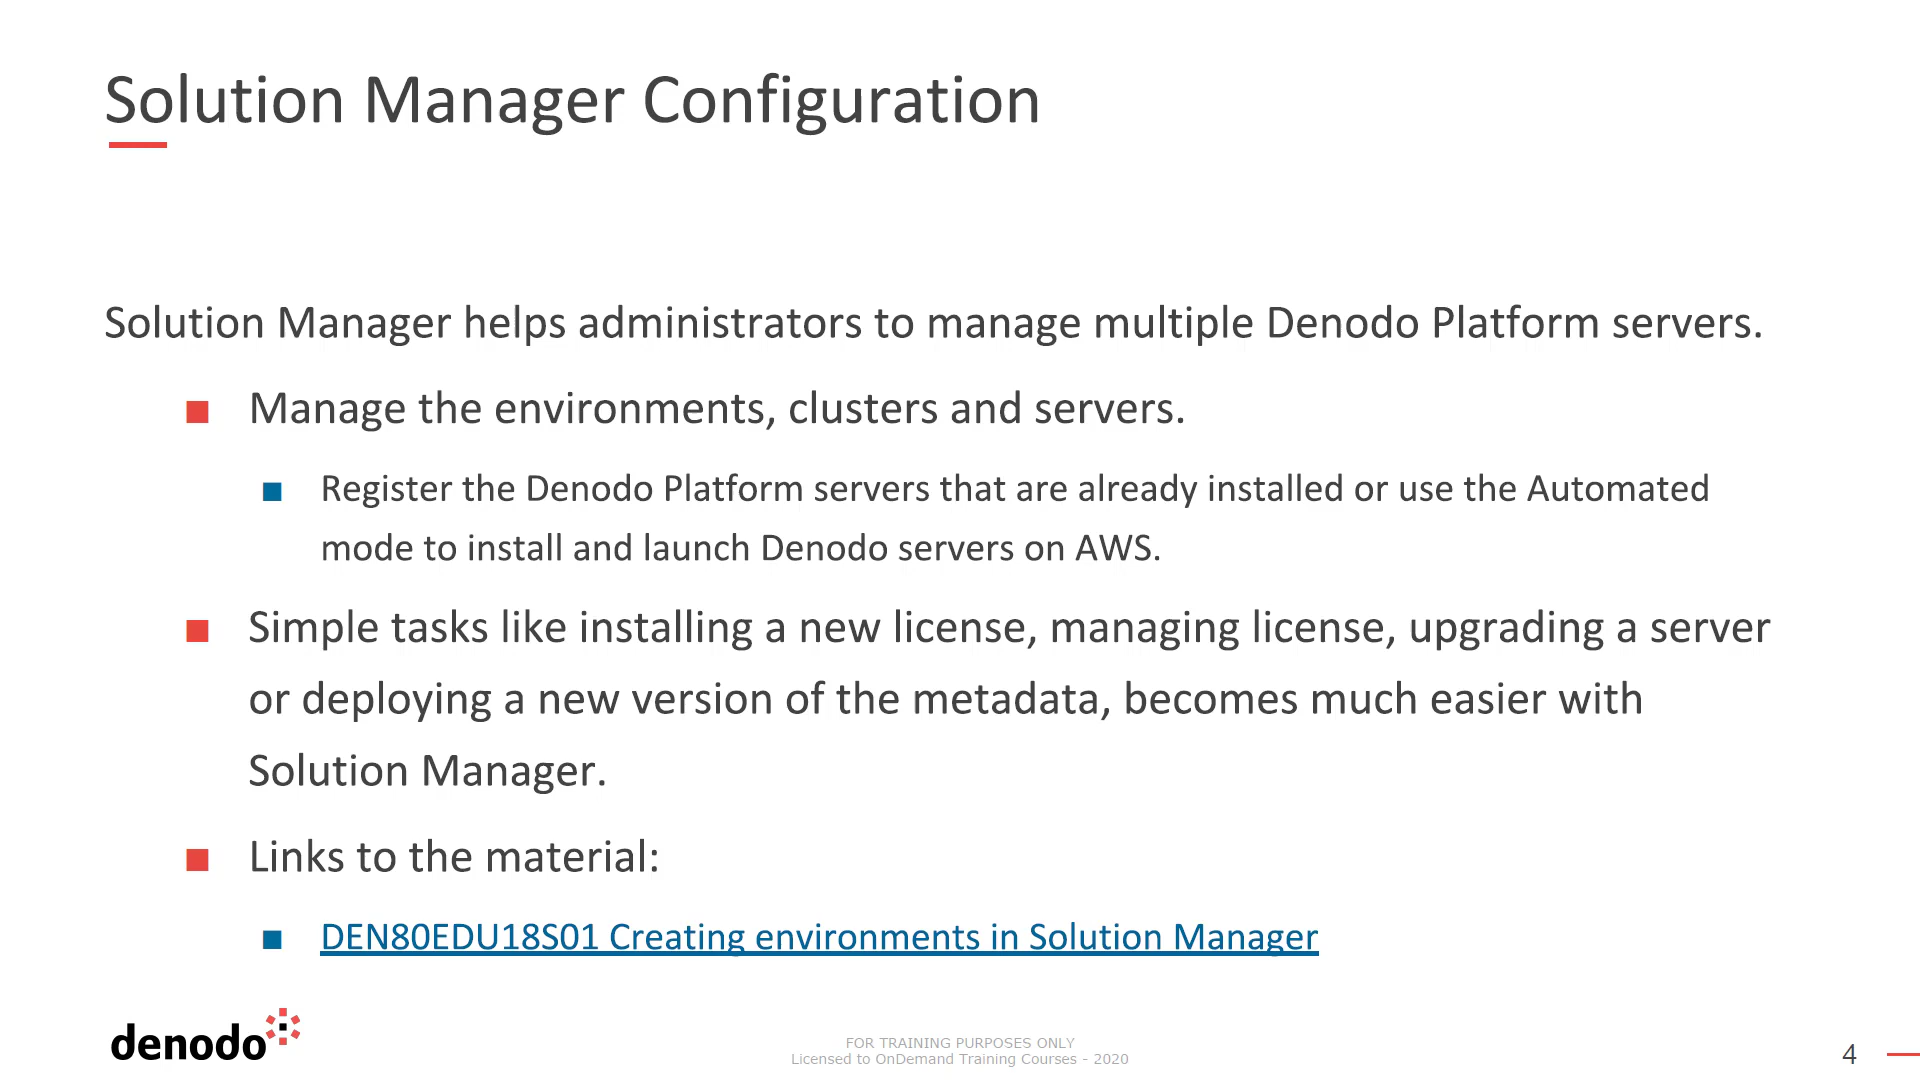 Solution Manager Configuration
Solution Manager helps administrators to manage multiple Denodo Platform servers.
Manage the environments, clusters and servers.
Register the Denodo Platform servers that are already installed or use the Automated
mode to install and launch Denodo servers on AWS.
Simple tasks like installing a new license, managing license, upgrading a server
or deploying a new version of the metadata, becomes much easier with
Solution Manager.
Links to the material:
DEN80EDU18S01 Creating environments in Solution Manager
denodo
FOR TRAINING PURPOSES ONLY
Licensed to OnDemand Training Courses - 2020
4